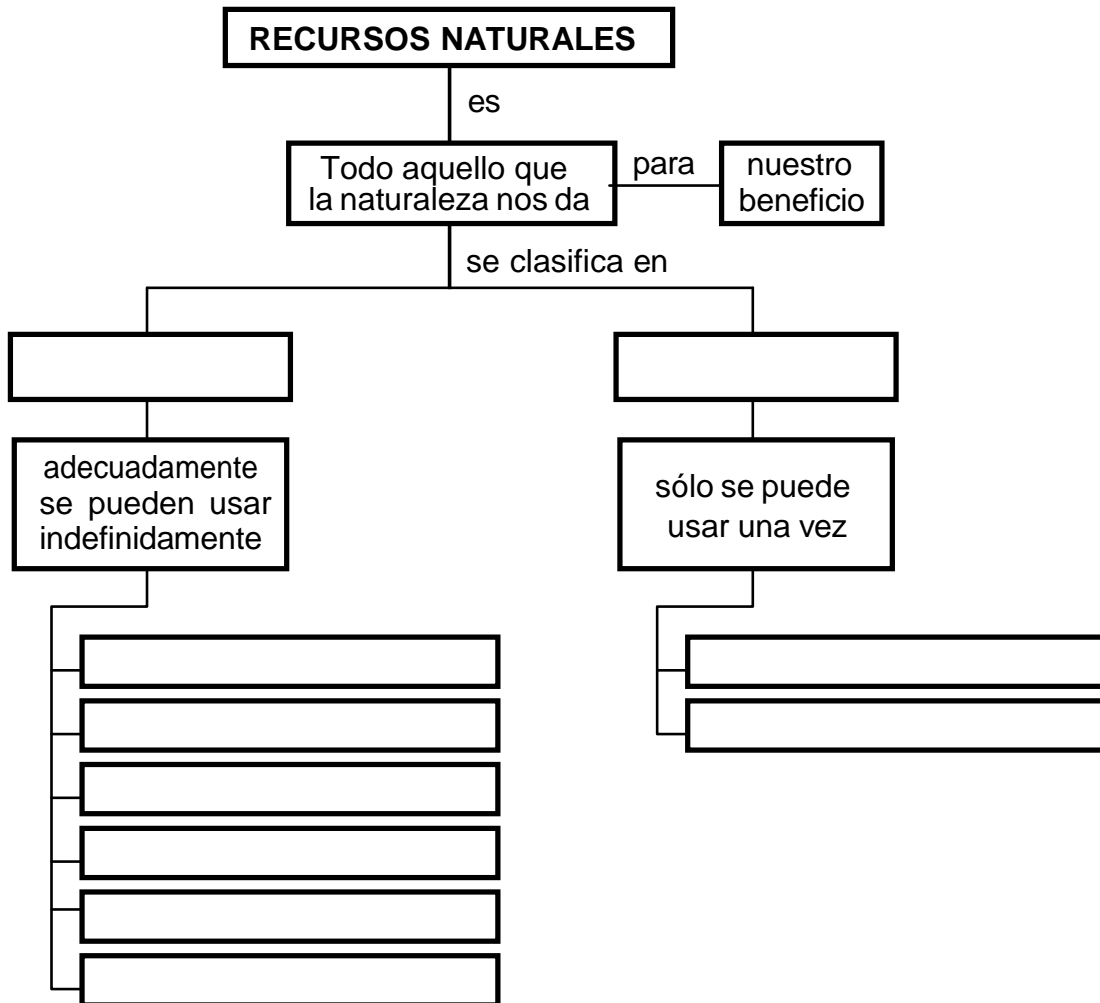 RECURSOS NATURALES
es
Todo aquello que
la naturaleza nos da
para
nuestro
beneficio
se clasifica en
adecuadamente
se pueden usar
indefinidamente
sólo se puede
usar una vez